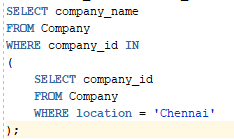 SELECT company_name
FROM Company
WHERE company_id IN
(
    SELECT company_id
    FROM Company
    WHERE location = 'Chennai'
);